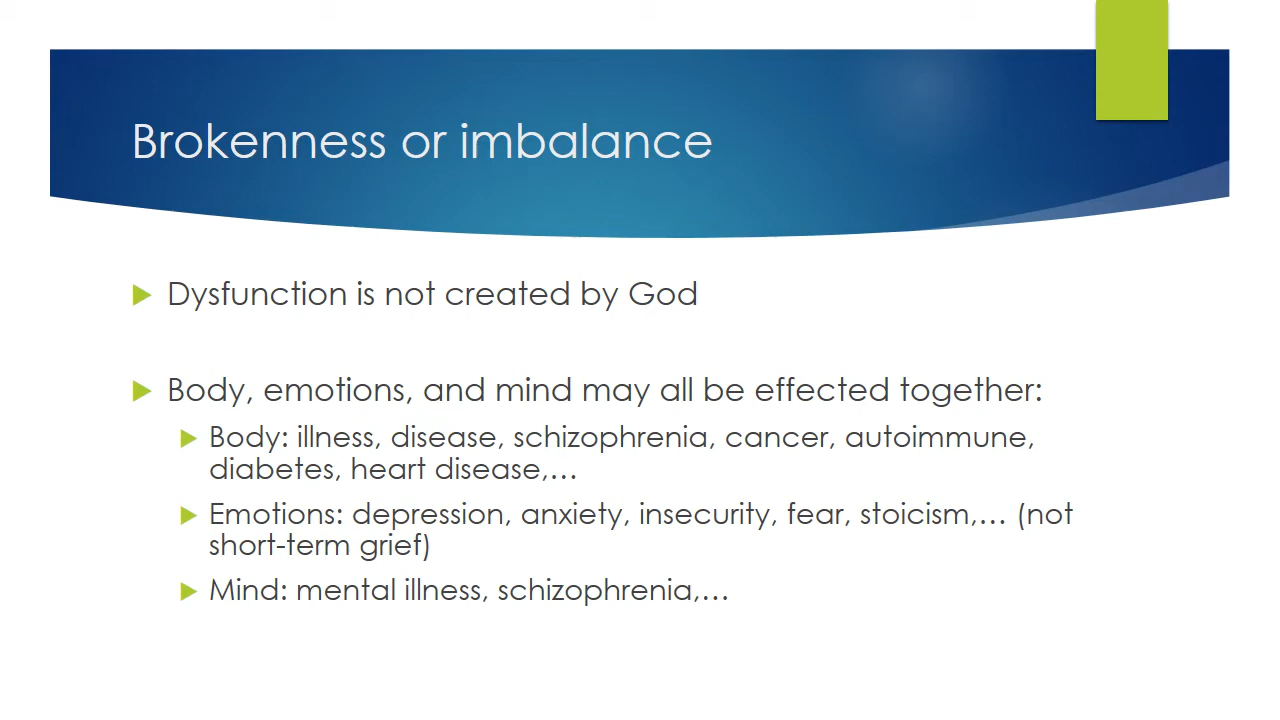 Brokenness or imbalance
Dysfunction is not created by God
Body, emotions, and mind may all be effected together:
Body: illness, disease, schizophrenia, cancer, autoimmune,
diabetes, heart disease,…
Emotions: depression, anxiety, insecurity, fear, stoicism,… (not
short-term grief)
Mind: mental illness, schizophrenia,…